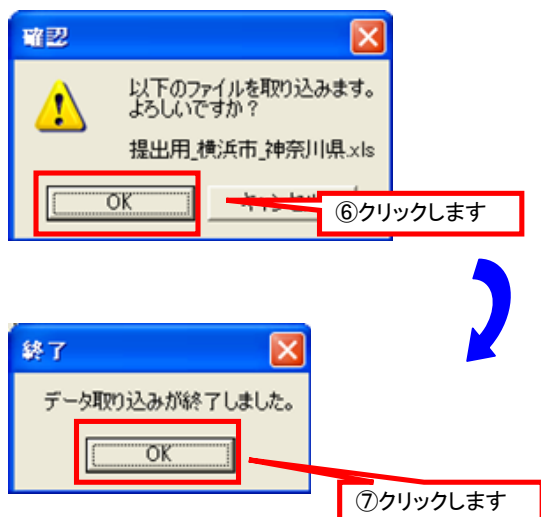 確認
以下のファイルを取り込みます。
よろしいですか？
提出用_横浜市_神奈川県.xls
OK
⑥クリックします
終了
データ取り込みが終了しました。
OK
⑦クリックします